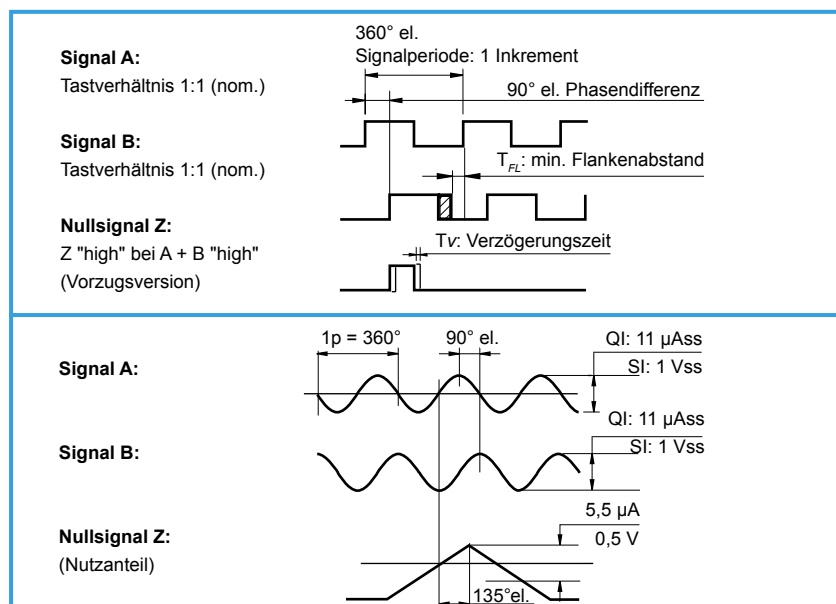 360° el.
Signal A:
Signalperiode: 1 Inkrement
Tastverhältnis 1:1 (nom.)
90° el. Phasendifferenz
Signal B:
T_FL: min. Flankenabstand
Tastverhältnis 1:1 (nom.)
Nullsignal Z:
Tv: Verzögerungszeit
Z "high" bei A + B "high"
(Vorzugsversion)
1p = 360°
90° el.
QI: 11 µAss
SI: 1 Vss
Signal A:
QI: 11 µAss
SI: 1 Vss
Signal B:
5,5 µA
0,5 V
Nullsignal Z:
(Nutzanteil)
135°el.